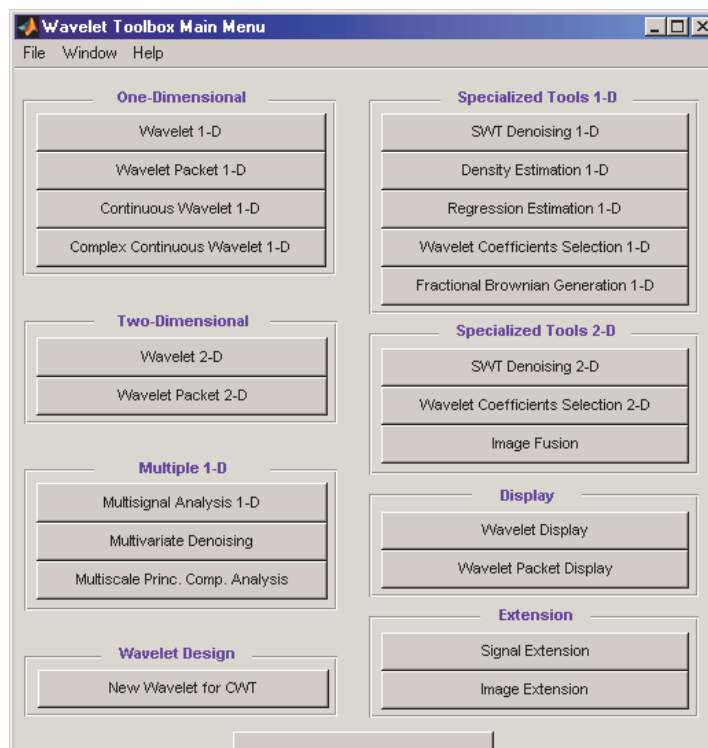 Wavelet Toolbox Main Menu
File Window Help
One-Dimensional
Wavelet 1-D
Wavelet Packet 1-D
Continuous Wavelet 1-D
Complex Continuous Wavelet 1-D
Two-Dimensional
Wavelet 2-D
Wavelet Packet 2-D
Multiple 1-D
Multisignal Analysis 1-D
Multivariate Denoising
Multiscale Princ. Comp. Analysis
Wavelet Design
New Wavelet for CWT
Specialized Tools 1-D
SWT Denoising 1-D
Density Estimation 1-D
Regression Estimation 1-D
Wavelet Coefficients Selection 1-D
Fractional Brownian Generation 1-D
Specialized Tools 2-D
SWT Denoising 2-D
Wavelet Coefficients Selection 2-D
Image Fusion
Display
Wavelet Display
Wavelet Packet Display
Extension
Signal Extension
Image Extension